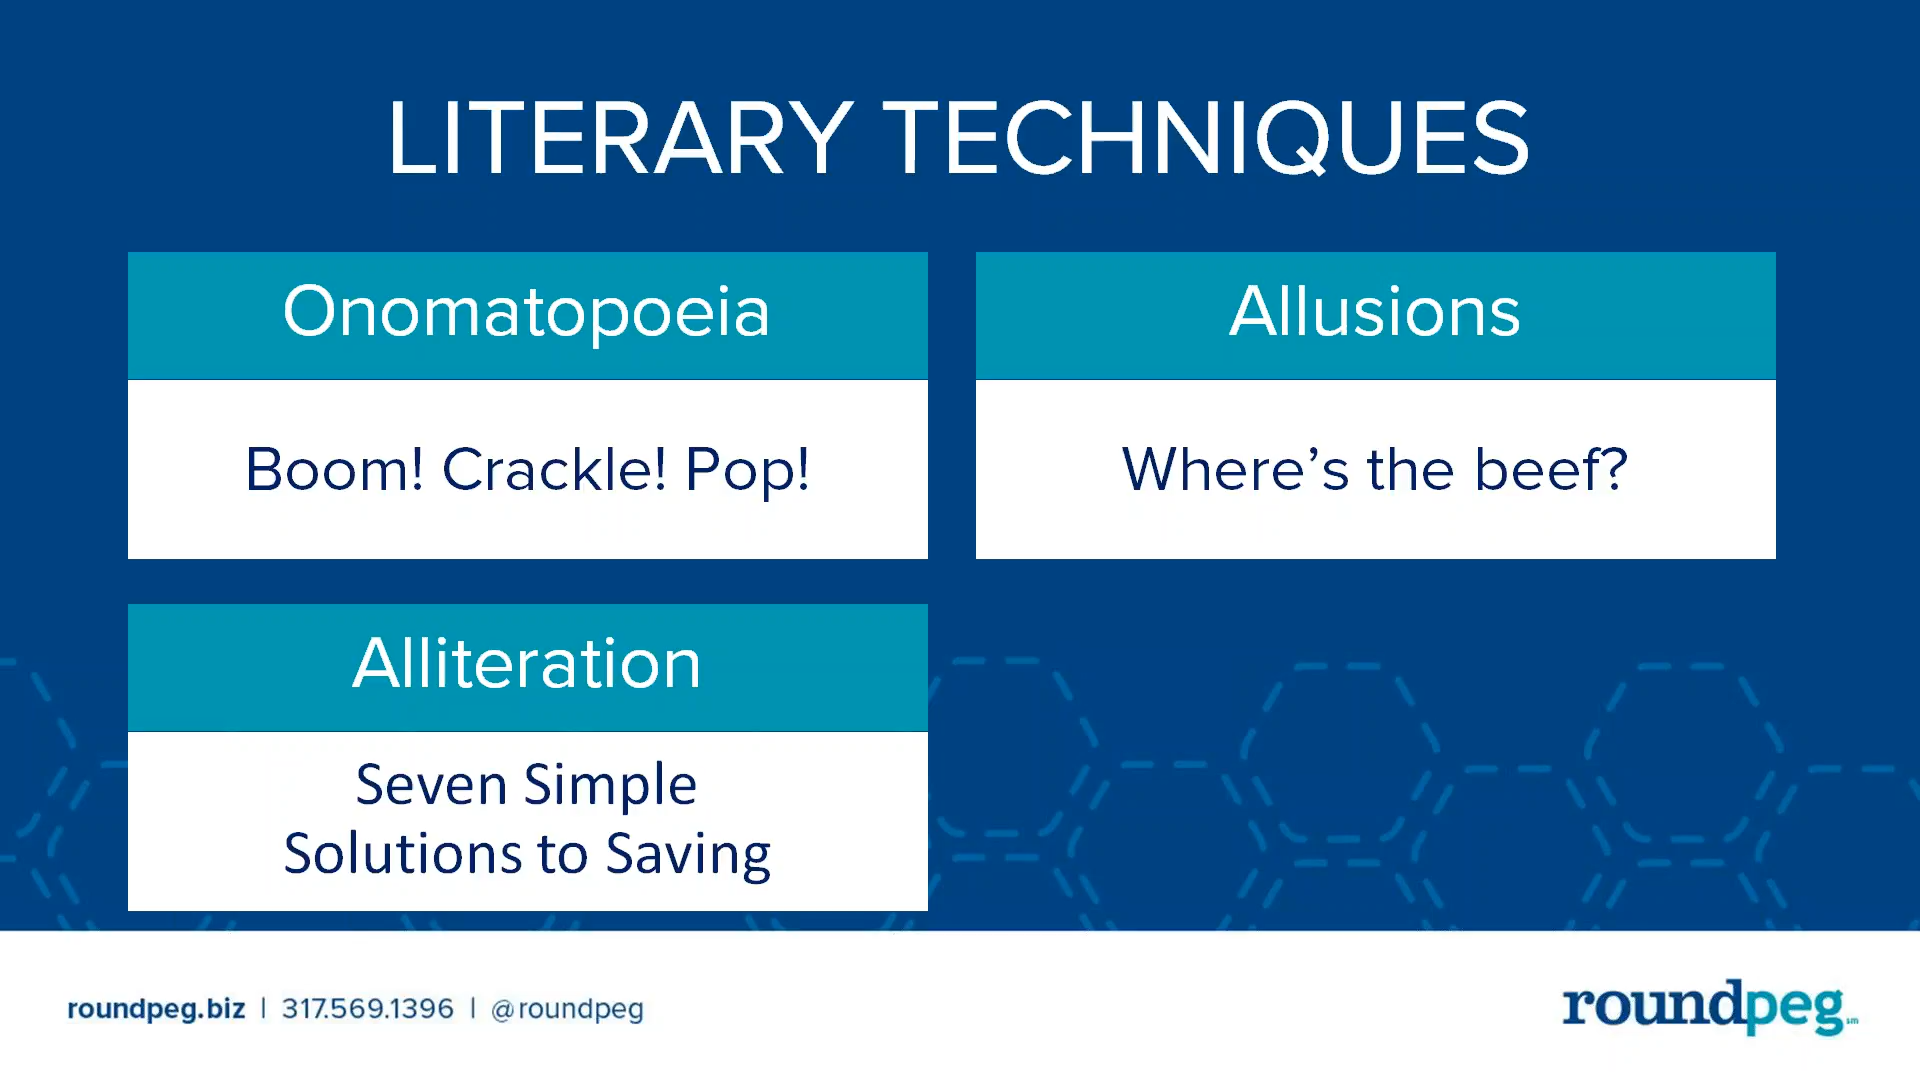 LITERARY TECHNIQUES
Onomatopoeia
Boom! Crackle! Pop!
Allusions
Where’s the beef?
Alliteration
Seven Simple
Solutions to Saving
roundpeg.biz | 317.569.1396 | @roundpeg
roundpeg sm